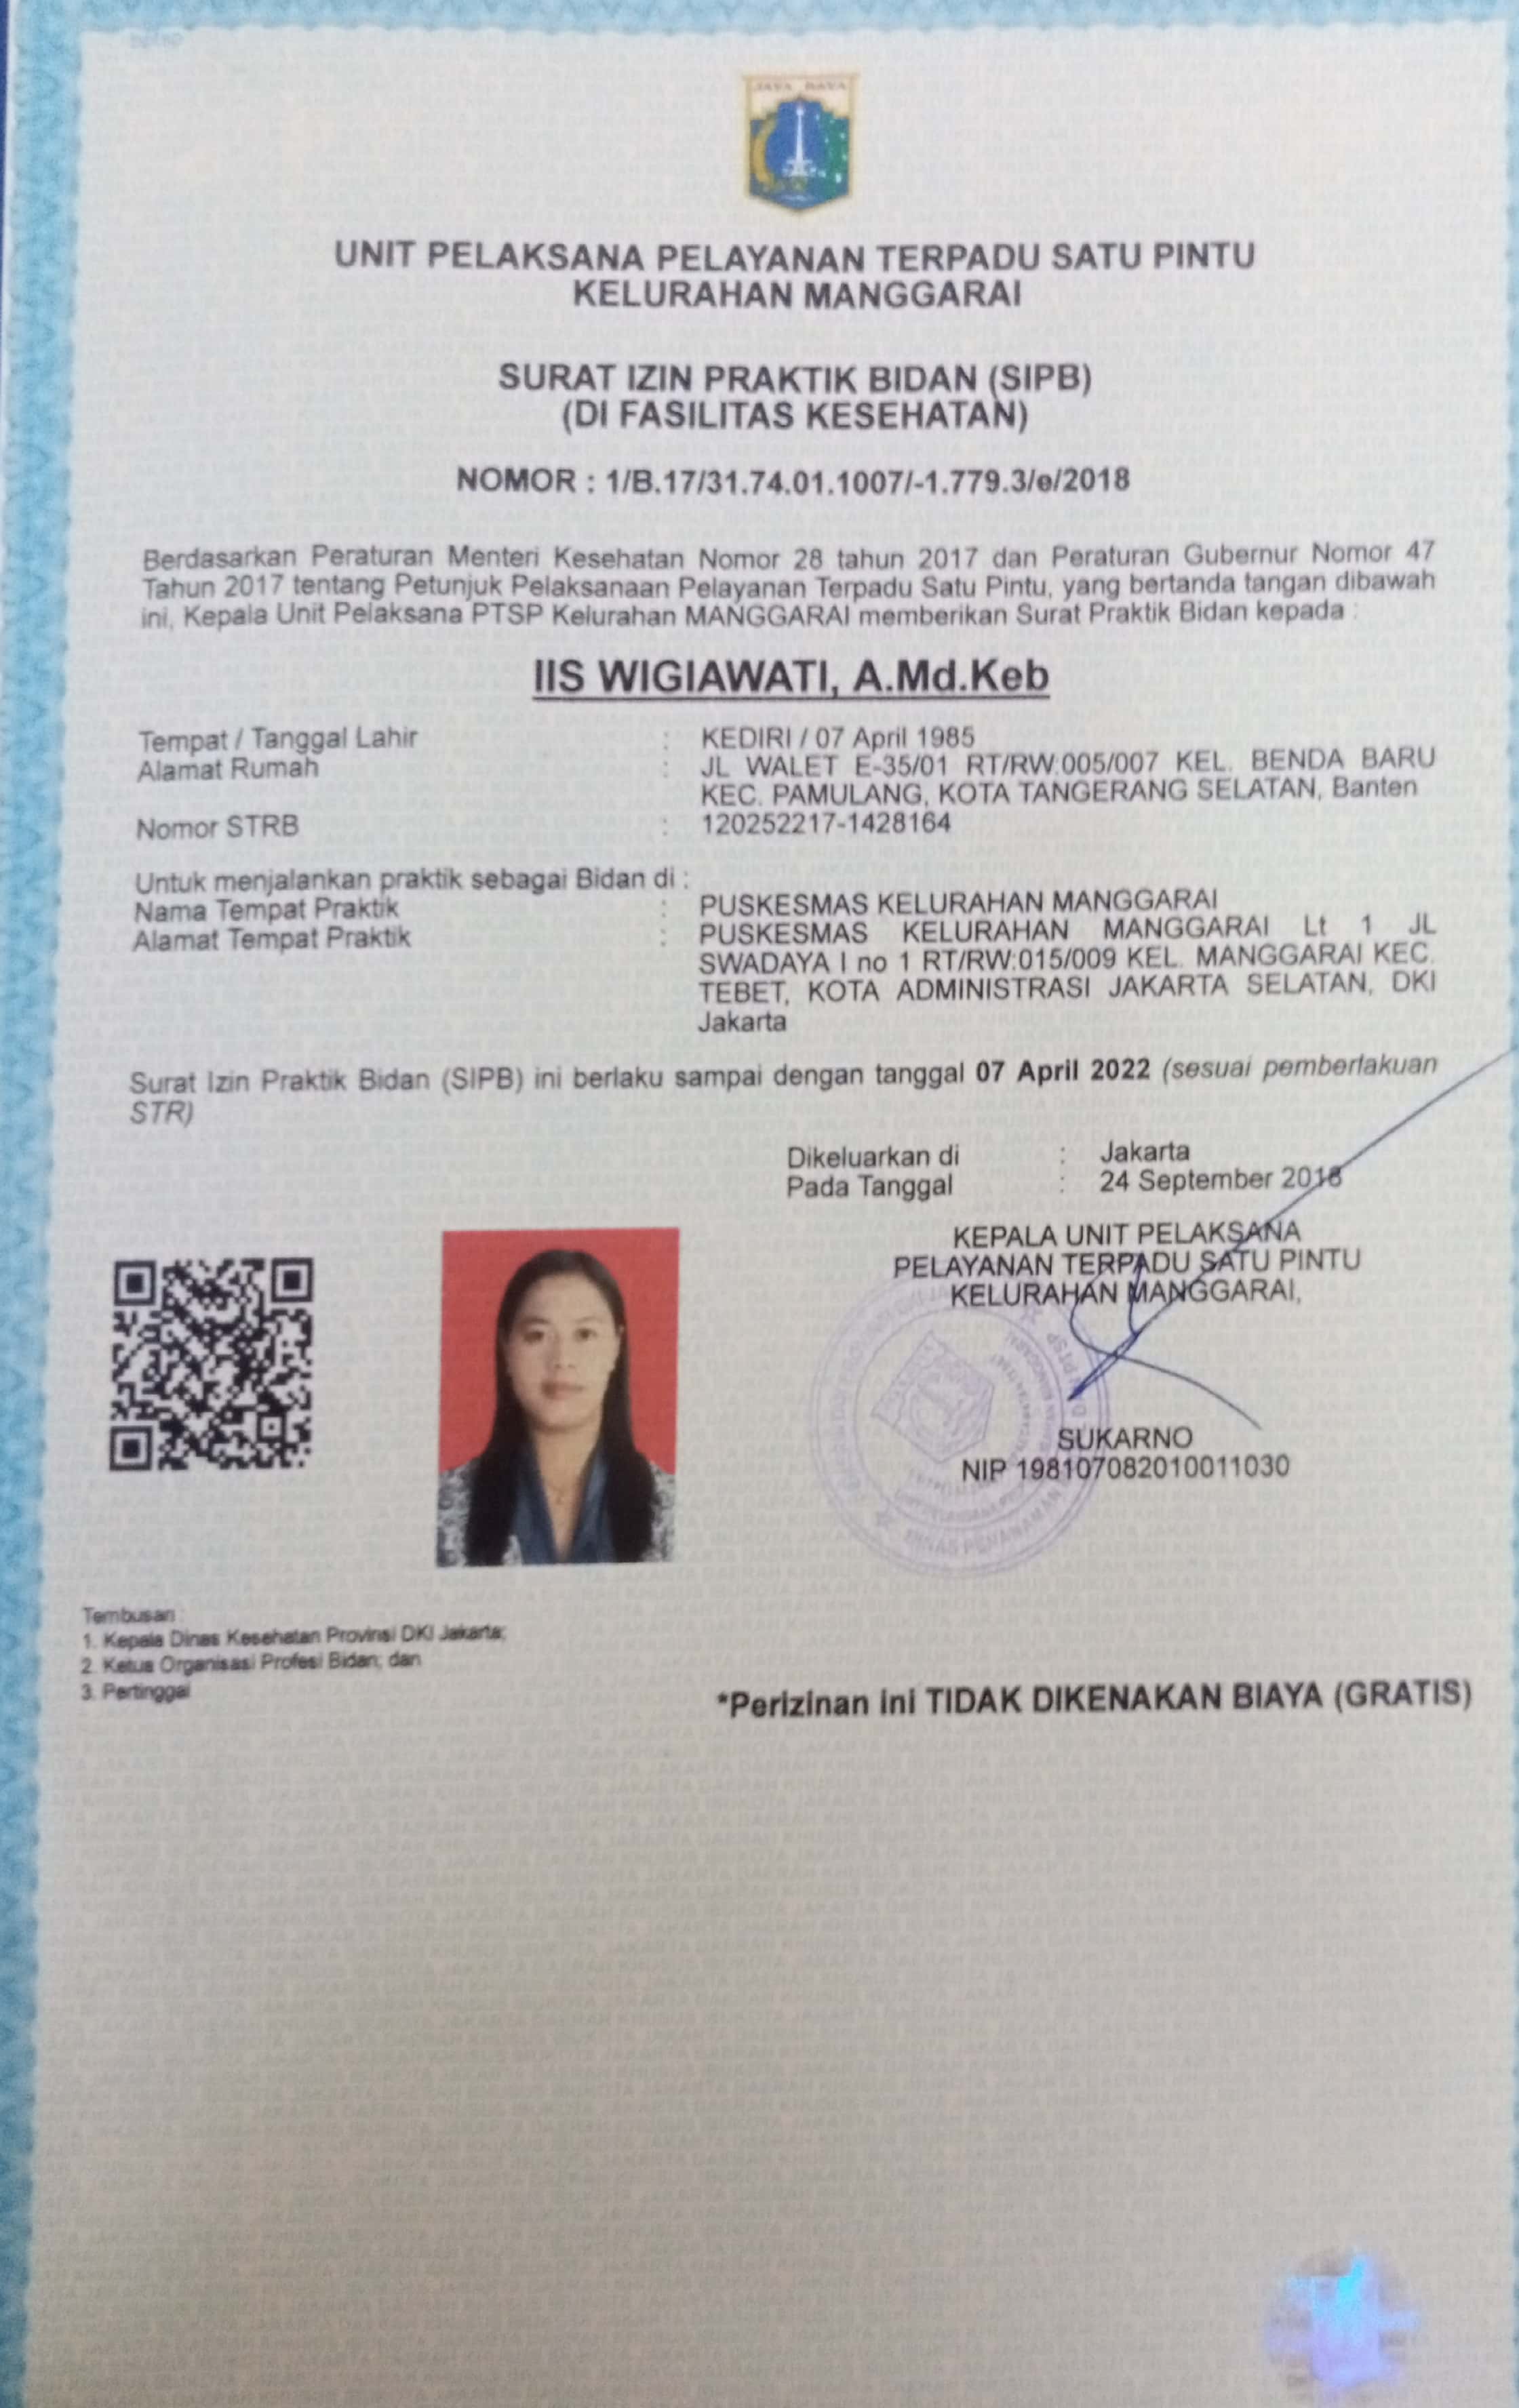 JAYA RAYA
UNIT PELAKSANA PELAYANAN TERPADU SATU PINTU
KELURAHAN MANGGARAI
SURAT IZIN PRAKTIK BIDAN (SIPB)
(DI FASILITAS KESEHATAN)
NOMOR : 1/B.17/31.74.01.1007/-1.779.3/e/2018
Berdasarkan Peraturan Menteri Kesehatan Nomor 28 tahun 2017 dan Peraturan Gubernur Nomor 47
Tahun 2017 tentang Petunjuk Pelaksanaan Pelayanan Terpadu Satu Pintu, yang bertanda tangan dibawah
ini, Kepala Unit Pelaksana PTSP Kelurahan MANGGARAI memberikan Surat Praktik Bidan kepada :
IIS WIGIAWATI, A.Md.Keb
Tempat / Tanggal Lahir : KEDIRI / 07 April 1985
Alamat Rumah : JL WALET E-35/01 RT/RW:005/007 KEL. BENDA BARU
KEC. PAMULANG, KOTA TANGERANG SELATAN, Banten
Nomor STRB : 120252217-1428164
Untuk menjalankan praktik sebagai Bidan di :
Nama Tempat Praktik : PUSKESMAS KELURAHAN MANGGARAI
Alamat Tempat Praktik : PUSKESMAS KELURAHAN MANGGARAI Lt 1 JL
SWADAYA I no 1 RT/RW:015/009 KEL. MANGGARAI KEC.
TEBET, KOTA ADMINISTRASI JAKARTA SELATAN, DKI
Jakarta
Surat Izin Praktik Bidan (SIPB) ini berlaku sampai dengan tanggal 07 April 2022 (sesuai pemberlakuan
STR)
Dikeluarkan di : Jakarta
Pada Tanggal : 24 September 2018
KEPALA UNIT PELAKSANA
PELAYANAN TERPADU SATU PINTU
KELURAHAN MANGGARAI,
SUKARNO
NIP 198107082010011030
Tembusan :
1. Kepala Dinas Kesehatan Provinsi DKI Jakarta;
2. Ketua Organisasi Profesi Bidan; dan
3. Pertinggal
*Perizinan ini TIDAK DIKENAKAN BIAYA (GRATIS)